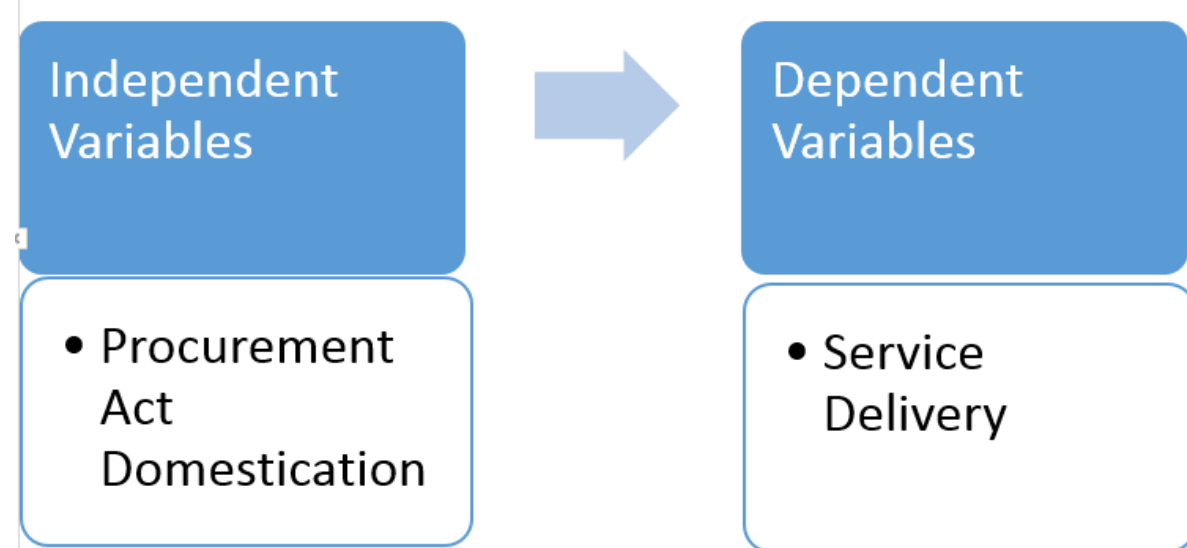 Independent
Variables
Dependent
Variables
• Procurement
Act
Domestication
• Service
Delivery